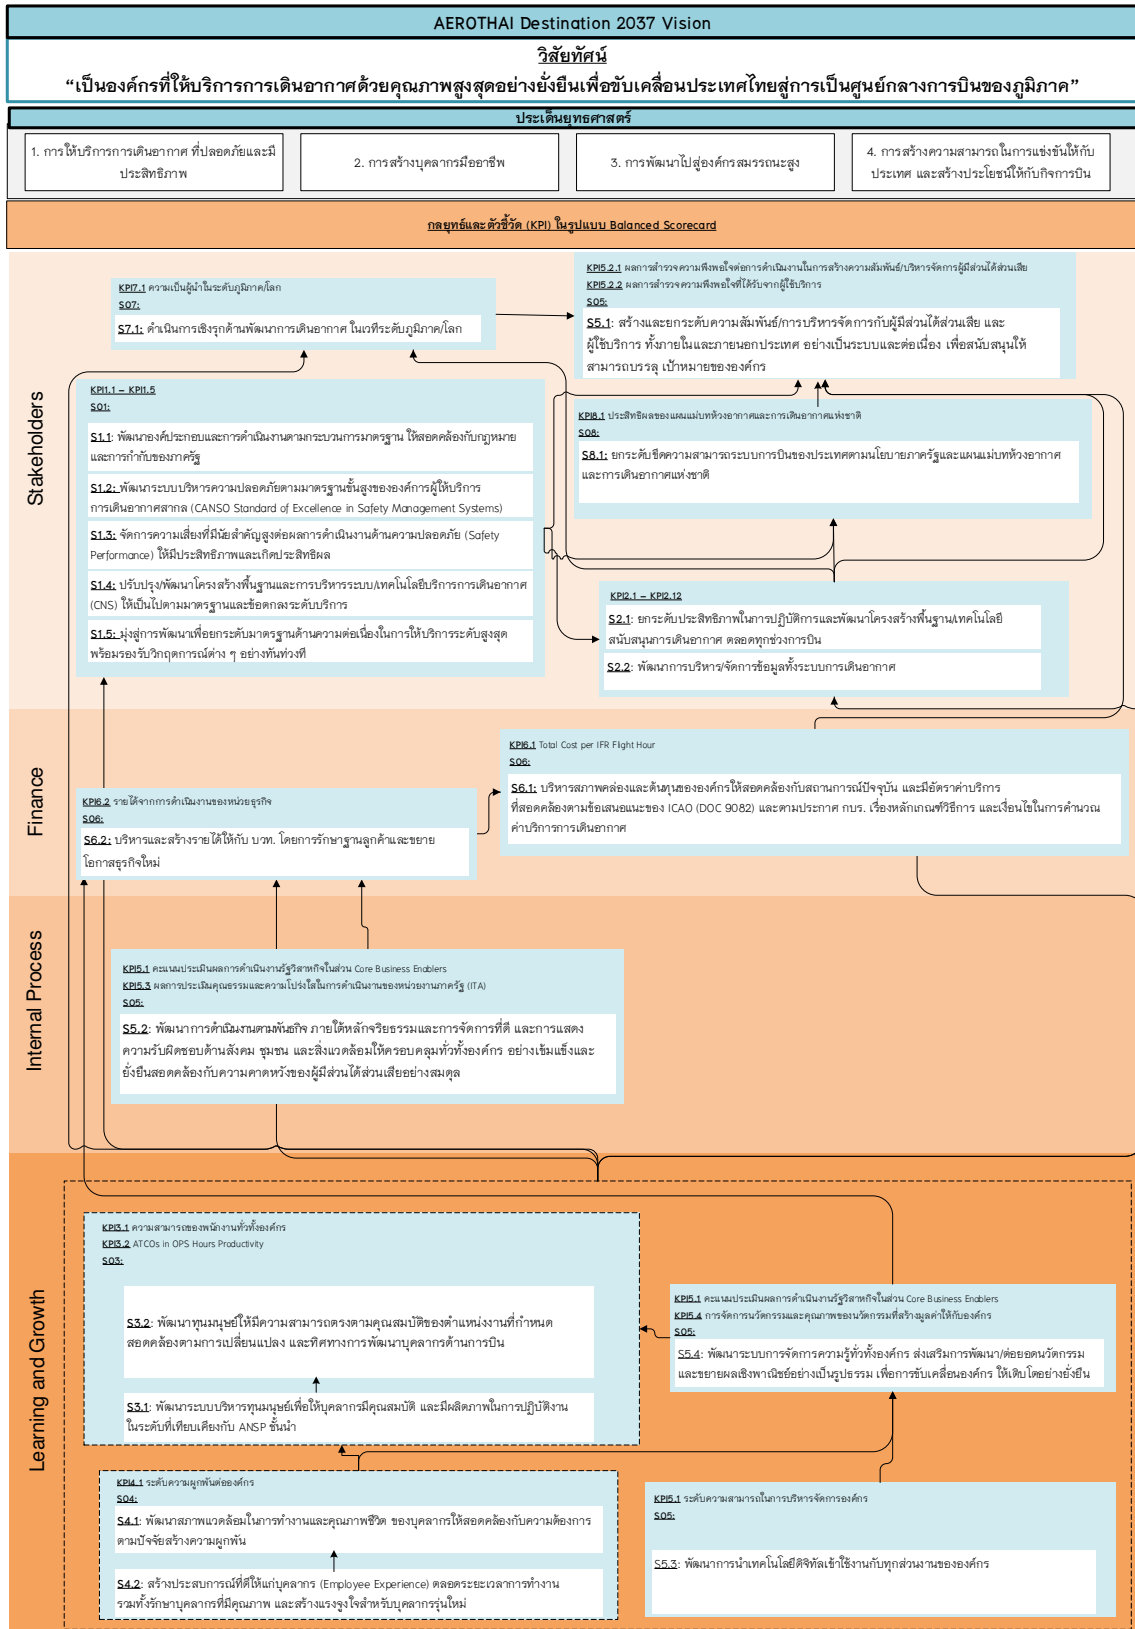 AEROTHAI Destination 2037 Vision
วิสัยทัศน์
“เป็นองค์กรที่ให้บริการการเดินอากาศด้วยคุณภาพสูงสุดอย่างยั่งยืนเพื่อขับเคลื่อนประเทศไทยสู่การเป็นศูนย์กลางการบินของภูมิภาค”
ประเด็นยุทธศาสตร์
1. การให้บริการการเดินอากาศ ที่ปลอดภัยและมี
ประสิทธิภาพ
2. การสร้างบุคลากรมืออาชีพ
3. การพัฒนาไปสู่องค์กรสมรรถนะสูง
4. การสร้างความสามารถในการแข่งขันให้กับ
ประเทศ และสร้างประโยชน์ให้กับกิจการบิน
กลยุทธ์และตัวชี้วัด (KPI) ในรูปแบบ Balanced Scorecard
Stakeholders
KPI7.1 ความเป็นผู้นำในระดับภูมิภาค/โลก
SO7:
S7.1: ดำเนินการเชิงรุกด้านพัฒนาการเดินอากาศ ในเวทีระดับภูมิภาค/โลก
KPI5.2.1 ผลการสำรวจความพึงพอใจต่อการดำเนินงานในการสร้างความสัมพันธ์/บริหารจัดการผู้มีส่วนได้ส่วนเสีย
KPI5.2.2 ผลการสำรวจความพึงพอใจที่ได้รับจากผู้ใช้บริการ
SO5:
S5.1: สร้างและยกระดับความสัมพันธ์/การบริหารจัดการกับผู้มีส่วนได้ส่วนเสีย และ
ผู้ใช้บริการ ทั้งภายในและภายนอกประเทศ อย่างเป็นระบบและต่อเนื่อง เพื่อสนับสนุนให้
สามารถบรรลุ เป้าหมายขององค์กร
KPI1.1 – KPI1.5
SO1:
S1.1: พัฒนาองค์ประกอบและการดำเนินงานตามกระบวนการมาตรฐาน ให้สอดคล้องกับกฎหมาย
และการกำกับของภาครัฐ
S1.2: พัฒนาระบบบริหารความปลอดภัยตามมาตรฐานขั้นสูงขององค์การผู้ให้บริการ
การเดินอากาศสากล (CANSO Standard of Excellence in Safety Management Systems)
S1.3: จัดการความเสี่ยงที่มีนัยสำคัญสูงต่อผลการดำเนินงานด้านความปลอดภัย (Safety
Performance) ให้มีประสิทธิภาพและเกิดประสิทธิผล
S1.4: ปรับปรุง/พัฒนาโครงสร้างพื้นฐานและการบริหารระบบ/เทคโนโลยีบริการการเดินอากาศ
(CNS) ให้เป็นไปตามมาตรฐานและข้อตกลงระดับบริการ
S1.5: มุ่งสู่การพัฒนาเพื่อยกระดับมาตรฐานด้านความต่อเนื่องในการให้บริการระดับสูงสุด
พร้อมรองรับวิกฤตการณ์ต่าง ๆ อย่างทันท่วงที
KPI8.1 ประสิทธิผลของแผนแม่บทห้วงอากาศและการเดินอากาศแห่งชาติ
SO8:
S8.1: ยกระดับขีดความสามารถระบบการบินของประเทศตามนโยบายภาครัฐและแผนแม่บทห้วงอากาศ
และการเดินอากาศแห่งชาติ
KPI2.1 – KPI2.12
S2.1: ยกระดับประสิทธิภาพในการปฏิบัติการและพัฒนาโครงสร้างพื้นฐาน/เทคโนโลยี
สนับสนุนการเดินอากาศ ตลอดทุกช่วงการบิน
S2.2: พัฒนาการบริหาร/จัดการข้อมูลทั้งระบบการเดินอากาศ
Finance
KPI6.1 Total Cost per IFR Flight Hour
SO6:
S6.1: บริหารสภาพคล่องและต้นทุนขององค์กรให้สอดคล้องกับสถานการณ์ปัจจุบัน และมีอัตราค่าบริการ
ที่สอดคล้องตามข้อเสนอแนะของ ICAO (DOC 9082) และตามประกาศ กบร. เรื่องหลักเกณฑ์วิธีการ และเงื่อนไขในการคำนวณ
ค่าบริการการเดินอากาศ
KPI6.2 รายได้จากการดำเนินงานของหน่วยธุรกิจ
SO6:
S6.2: บริหารและสร้างรายได้ให้กับ บวท. โดยการรักษาฐานลูกค้าและขยาย
โอกาสธุรกิจใหม่
Internal Process
KPI5.1 คะแนนประเมินผลการดำเนินงานรัฐวิสาหกิจในส่วน Core Business Enablers
KPI5.3 ผลการประเมินคุณธรรมและความโปร่งใสในการดำเนินงานของหน่วยงานภาครัฐ (ITA)
SO5:
S5.2: พัฒนาการดำเนินงานตามพันธกิจ ภายใต้หลักจริยธรรมและการจัดการที่ดี และการแสดง
ความรับผิดชอบด้านสังคม ชุมชน และสิ่งแวดล้อมให้ครอบคลุมทั่วทั้งองค์กร อย่างเข้มแข็งและ
ยั่งยืนสอดคล้องกับความคาดหวังของผู้มีส่วนได้ส่วนเสียอย่างสมดุล
Learning and Growth
KPI3.1 ความสามารถของพนักงานทั่วทั้งองค์กร
KPI3.2 ATCOs in OPS Hours Productivity
SO3:
S3.2: พัฒนาทุนมนุษย์ให้มีความสามารถตรงตามคุณสมบัติของตำแหน่งงานที่กำหนด
สอดคล้องตามการเปลี่ยนแปลง และทิศทางการพัฒนาบุคลากรด้านการบิน
S3.1: พัฒนาระบบบริหารทุนมนุษย์เพื่อให้บุคลากรมีคุณสมบัติ และมีผลิตภาพในการปฏิบัติงาน
ในระดับที่เทียบเคียงกับ ANSP ชั้นนำ
KPI5.1 คะแนนประเมินผลการดำเนินงานรัฐวิสาหกิจในส่วน Core Business Enablers
KPI5.4 การจัดการนวัตกรรมและคุณภาพของนวัตกรรมที่สร้างมูลค่าให้กับองค์กร
SO5:
S5.4: พัฒนาระบบการจัดการความรู้ทั่วทั้งองค์กร ส่งเสริมการพัฒนา/ต่อยอดนวัตกรรม
และขยายผลเชิงพาณิชย์อย่างเป็นรูปธรรม เพื่อการขับเคลื่อนองค์กร ให้เติบโตอย่างยั่งยืน
KPI4.1 ระดับความผูกพันต่อองค์กร
SO4:
S4.1: พัฒนาสภาพแวดล้อมในการทำงานและคุณภาพชีวิต ของบุคลากรให้สอดคล้องกับความต้องการ
ตามปัจจัยสร้างความผูกพัน
S4.2: สร้างประสบการณ์ที่ดีให้แก่บุคลากร (Employee Experience) ตลอดระยะเวลาการทำงาน
รวมทั้งรักษาบุคลากรที่มีคุณภาพ และสร้างแรงจูงใจสำหรับบุคลากรรุ่นใหม่
KPI5.1 ระดับความสามารถในการบริหารจัดการองค์กร
SO5:
S5.3: พัฒนาการนำเทคโนโลยีดิจิทัลเข้าใช้งานกับทุกส่วนงานขององค์กร